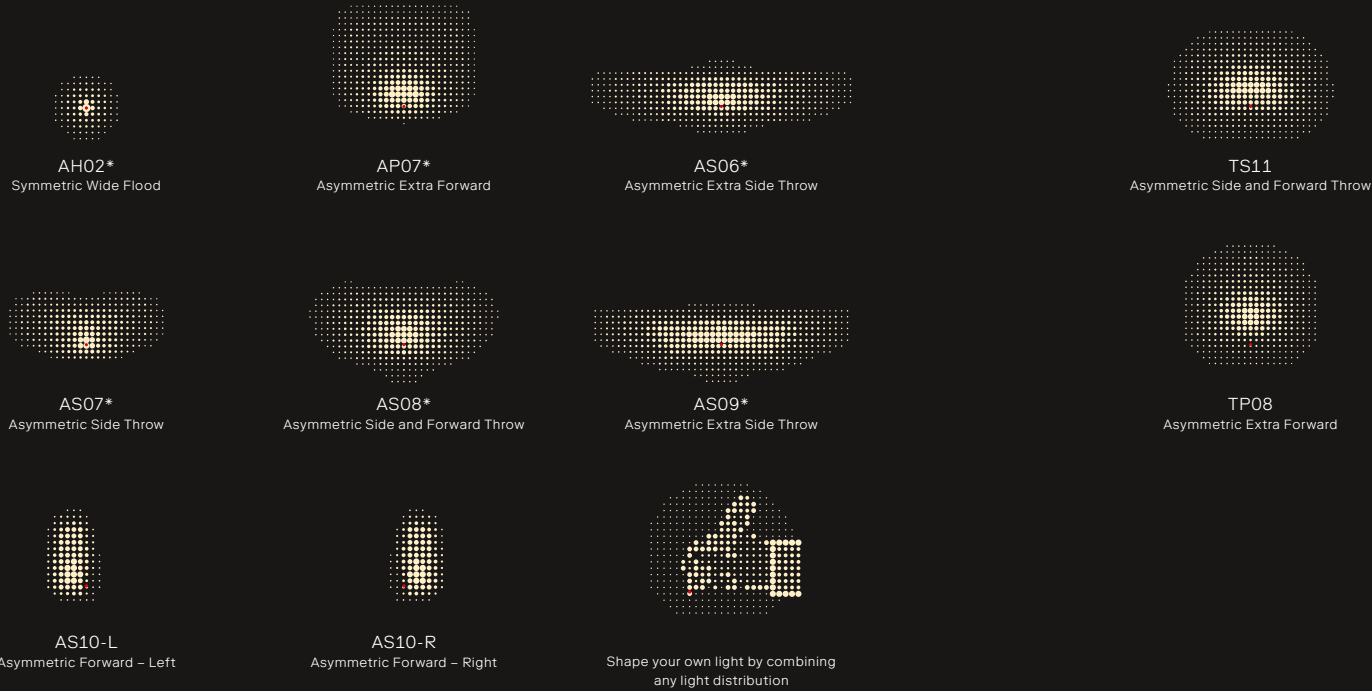 AH02*
Symmetric Wide Flood
AP07*
Asymmetric Extra Forward
AS06*
Asymmetric Extra Side Throw
TS11
Asymmetric Side and Forward Throw
AS07*
Asymmetric Side Throw
AS08*
Asymmetric Side and Forward Throw
AS09*
Asymmetric Extra Side Throw
TP08
Asymmetric Extra Forward
AS10-L
Asymmetric Forward – Left
AS10-R
Asymmetric Forward – Right
Shape your own light by combining
any light distribution